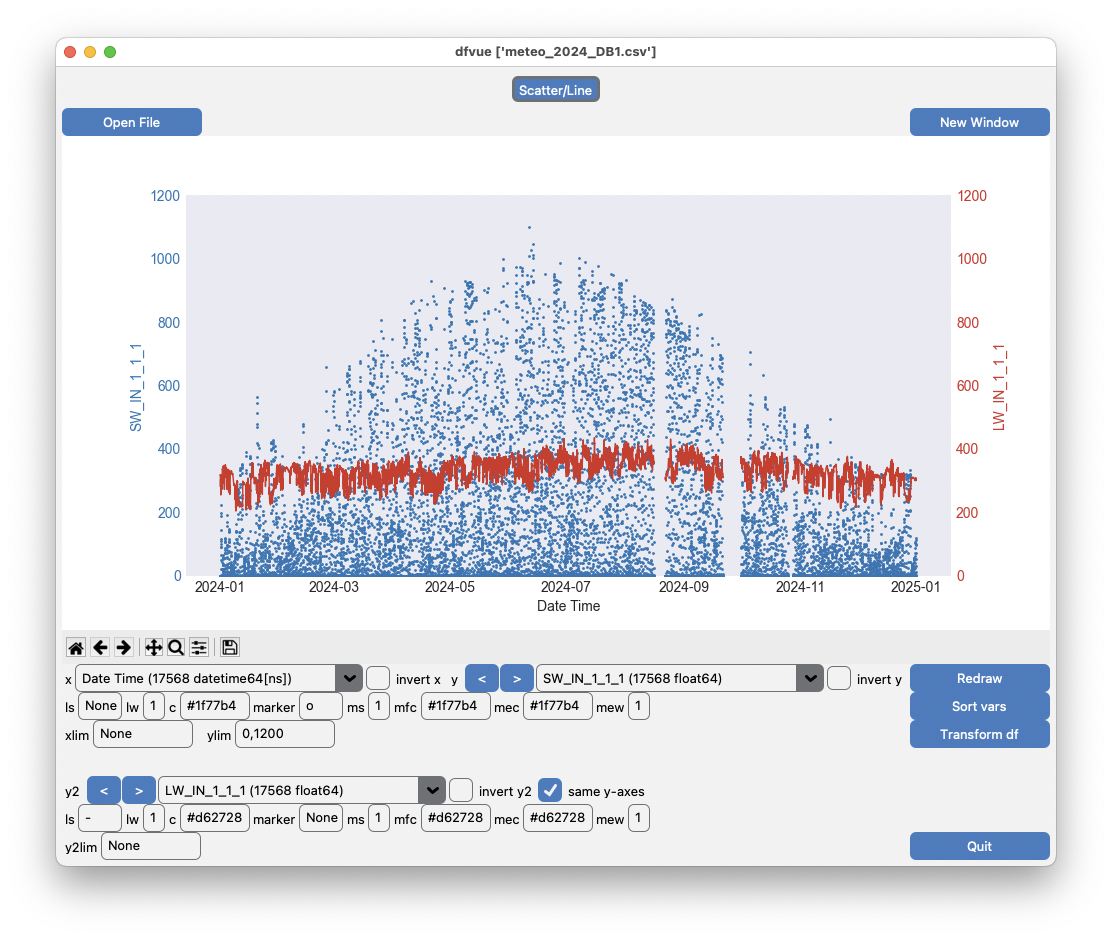 dfvue ['meteo_2024_DB1.csv']
Scatter/Line
Open File
New Window
1200
1000
800
600
400
200
0
SW_IN_1_1_1
1200
1000
800
600
400
200
0
LW_IN_1_1_1
2024-01 2024-03 2024-05 2024-07 2024-09 2024-11 2025-01
Date Time
x Date Time (17568 datetime64[ns]) invert x y < > SW_IN_1_1_1 (17568 float64) invert y Redraw
ls None lw 1 c #1f77b4 marker o ms 1 mfc #1f77b4 mec #1f77b4 mew 1 Sort vars
xlim None ylim 0,1200 Transform df
y2 < > LW_IN_1_1_1 (17568 float64) invert y2 same y-axes
ls - lw 1 c #d62728 marker None ms 1 mfc #d62728 mec #d62728 mew 1
y2lim None Quit